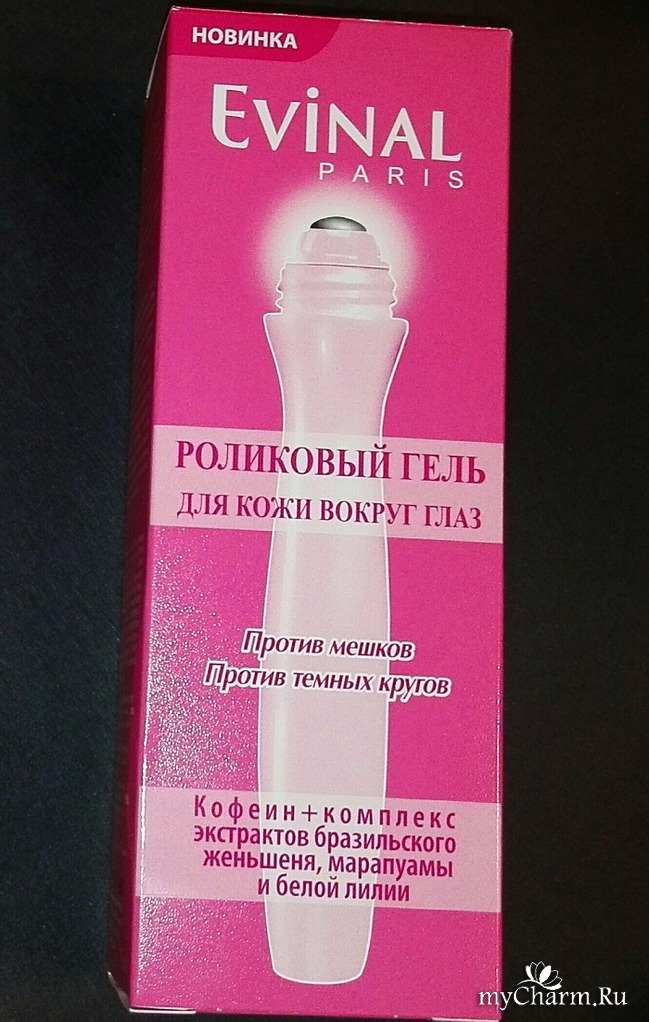 НОВИНКА
EVINAL
PARIS
РОЛИКОВЫЙ ГЕЛЬ
ДЛЯ КОЖИ ВОКРУГ ГЛАЗ
Против мешков
Против темных кругов
Кофеин+комплекс
экстрактов бразильского
женьшеня, марапуамы
и белой лилии
myCharm.Ru